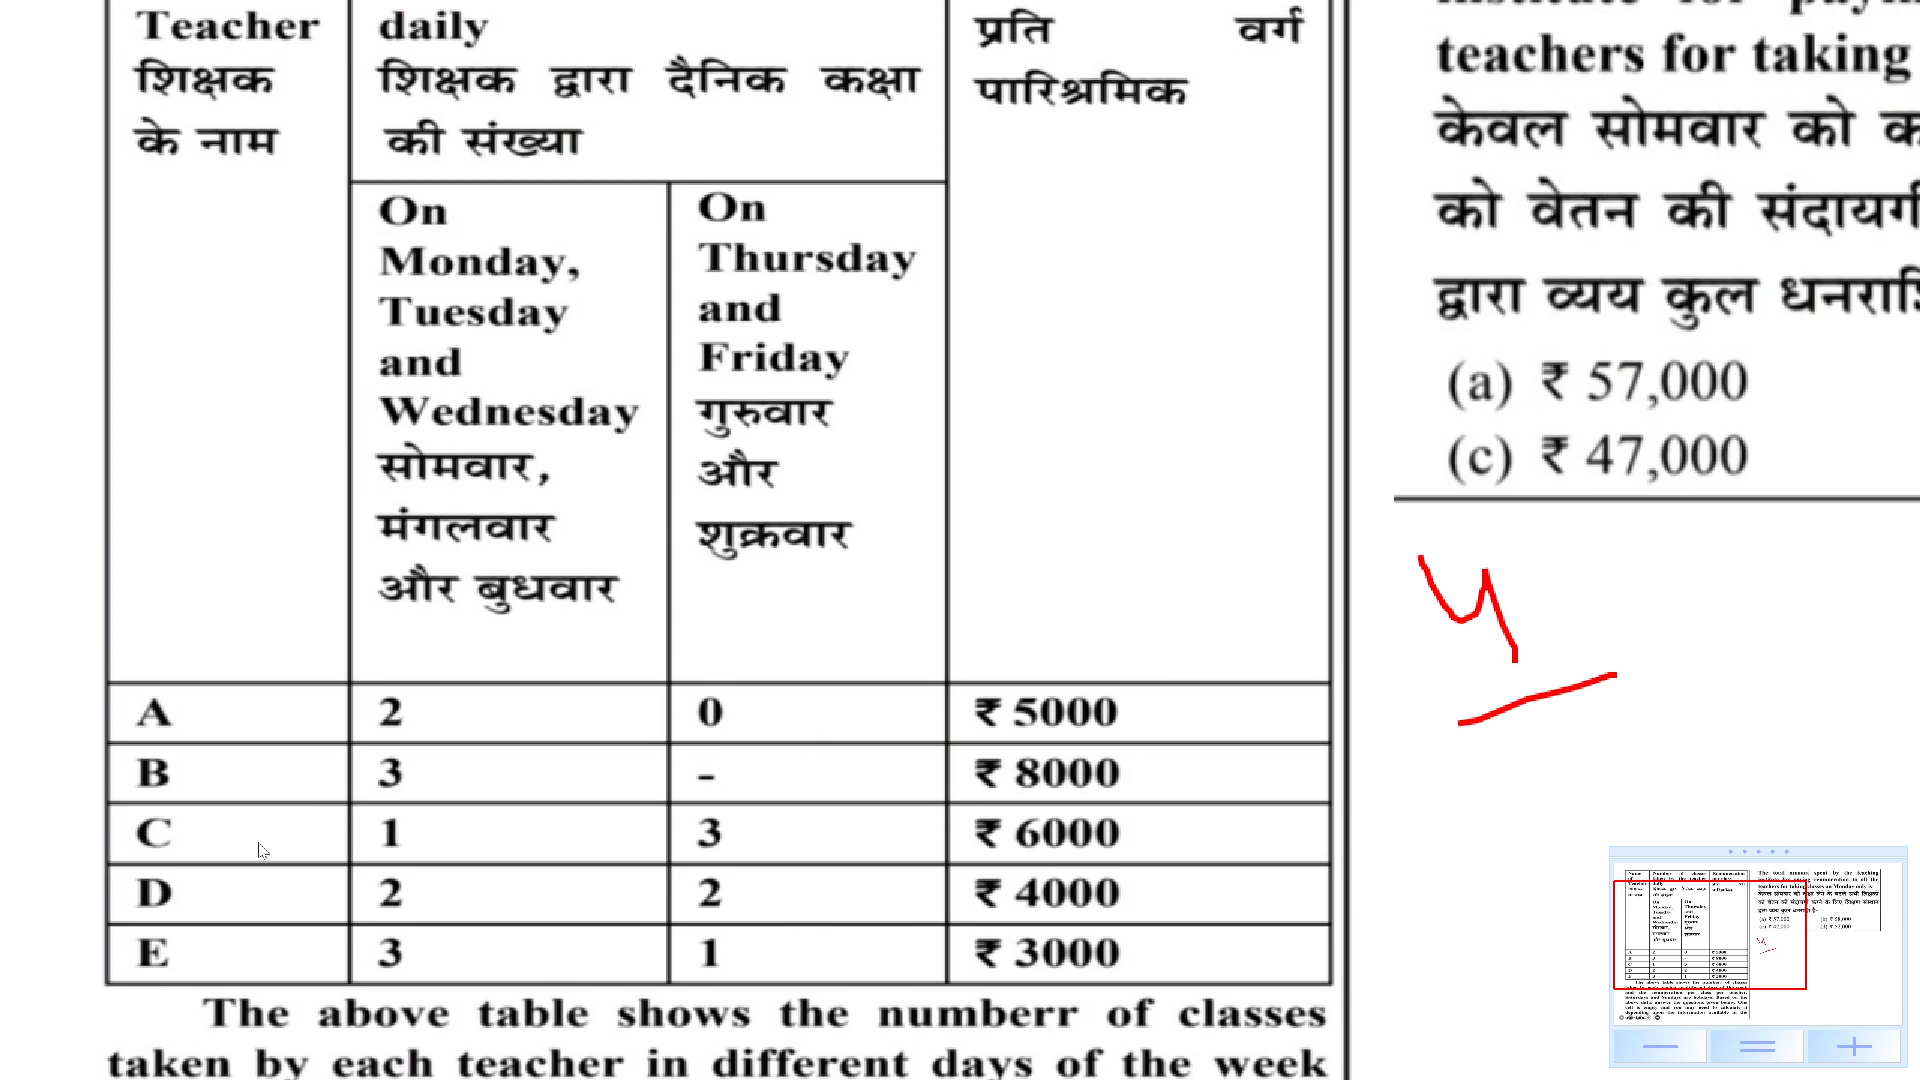 Teacher
शिक्षक
के नाम
daily
शिक्षक द्वारा दैनिक कक्षा
की संख्या
प्रति वर्ग
पारिश्रमिक
On
Monday,
Tuesday
and
Wednesday
सोमवार,
मंगलवार
और बुधवार
On
Thursday
and
Friday
गुरुवार
और
शुक्रवार
A 2 0 ₹ 5000
B 3 - ₹ 8000
C 1 3 ₹ 6000
D 2 2 ₹ 4000
E 3 1 ₹ 3000
The above table shows the numberr of classes
taken by each teacher in different days of the week
teachers for taking
केवल सोमवार को
को वेतन की
द्वारा व्यय कुल
(a) ₹ 57,000
(c) ₹ 47,000